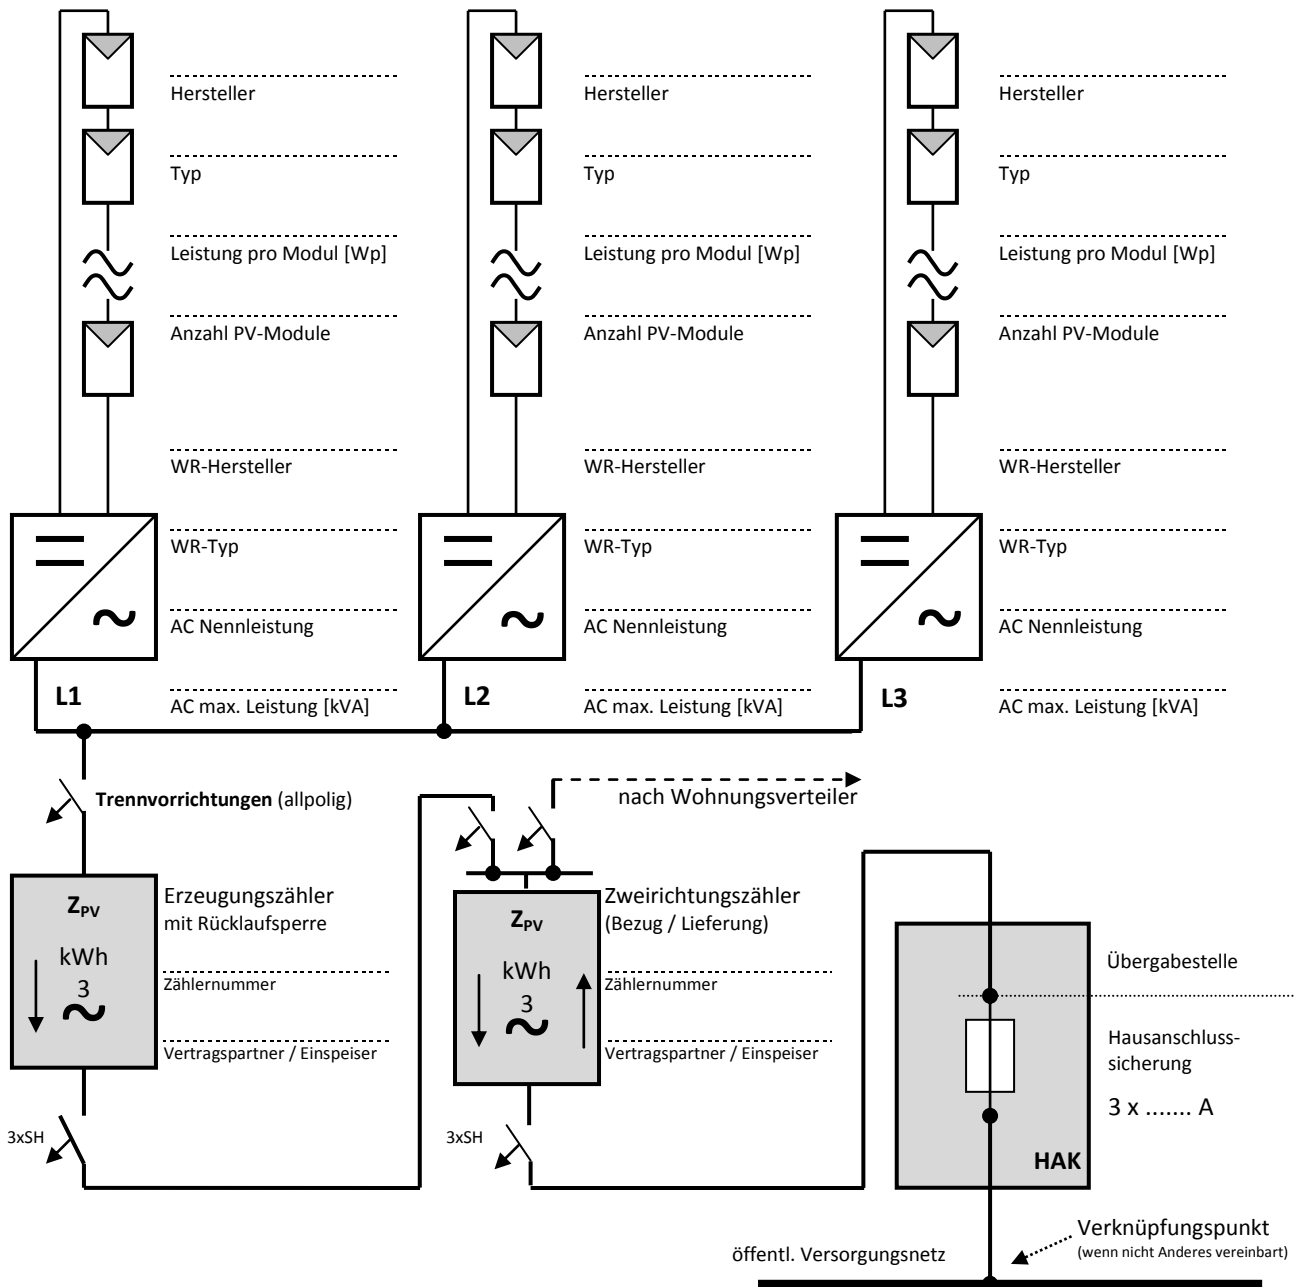 Hersteller
Hersteller
Hersteller
Typ
Typ
Typ
Leistung pro Modul [Wp]
Leistung pro Modul [Wp]
Leistung pro Modul [Wp]
Anzahl PV-Module
Anzahl PV-Module
Anzahl PV-Module
WR-Hersteller
WR-Hersteller
WR-Hersteller
WR-Typ
WR-Typ
WR-Typ
AC Nennleistung
AC Nennleistung
AC Nennleistung
L1
AC max. Leistung [kVA]
L2
AC max. Leistung [kVA]
L3
AC max. Leistung [kVA]
Trennvorrichtungen (allpolig)
nach Wohnungsverteiler
ZPV
kWh
3
Erzeugungszähler
mit Rücklaufsperre
Zählernummer
Vertragspartner / Einspeiser
ZPV
kWh
3
Zweirichtungszähler
(Bezug / Lieferung)
Zählernummer
Vertragspartner / Einspeiser
Übergabestelle
Hausanschluss-
sicherung
3 x ....... A
HAK
3xSH
3xSH
Verknüpfungspunkt
(wenn nicht Anderes vereinbart)
öffentl. Versorgungsnetz